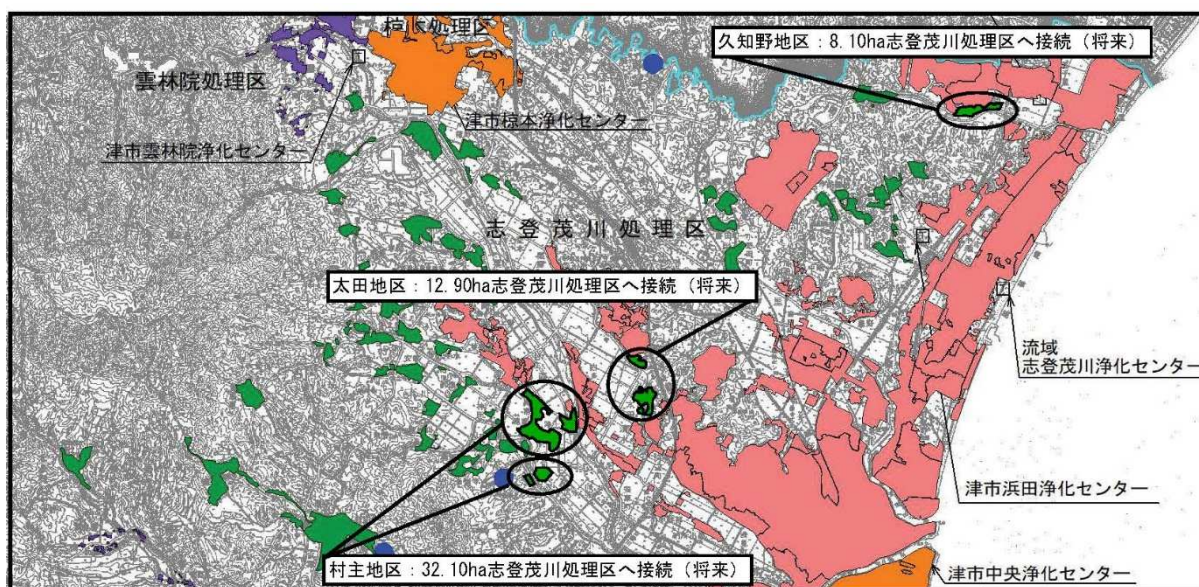 椋本処理区
久知野地区：8.10ha志登茂川処理区へ接続（将来）
雲林院処理区
津市椋本浄化センター
津市雲林院浄化センター
志登茂川処理区
太田地区：12.90ha志登茂川処理区へ接続（将来）
流域
志登茂川浄化センター
津市浜田浄化センター
村主地区：32.10ha志登茂川処理区へ接続（将来）
津市中央浄化センター